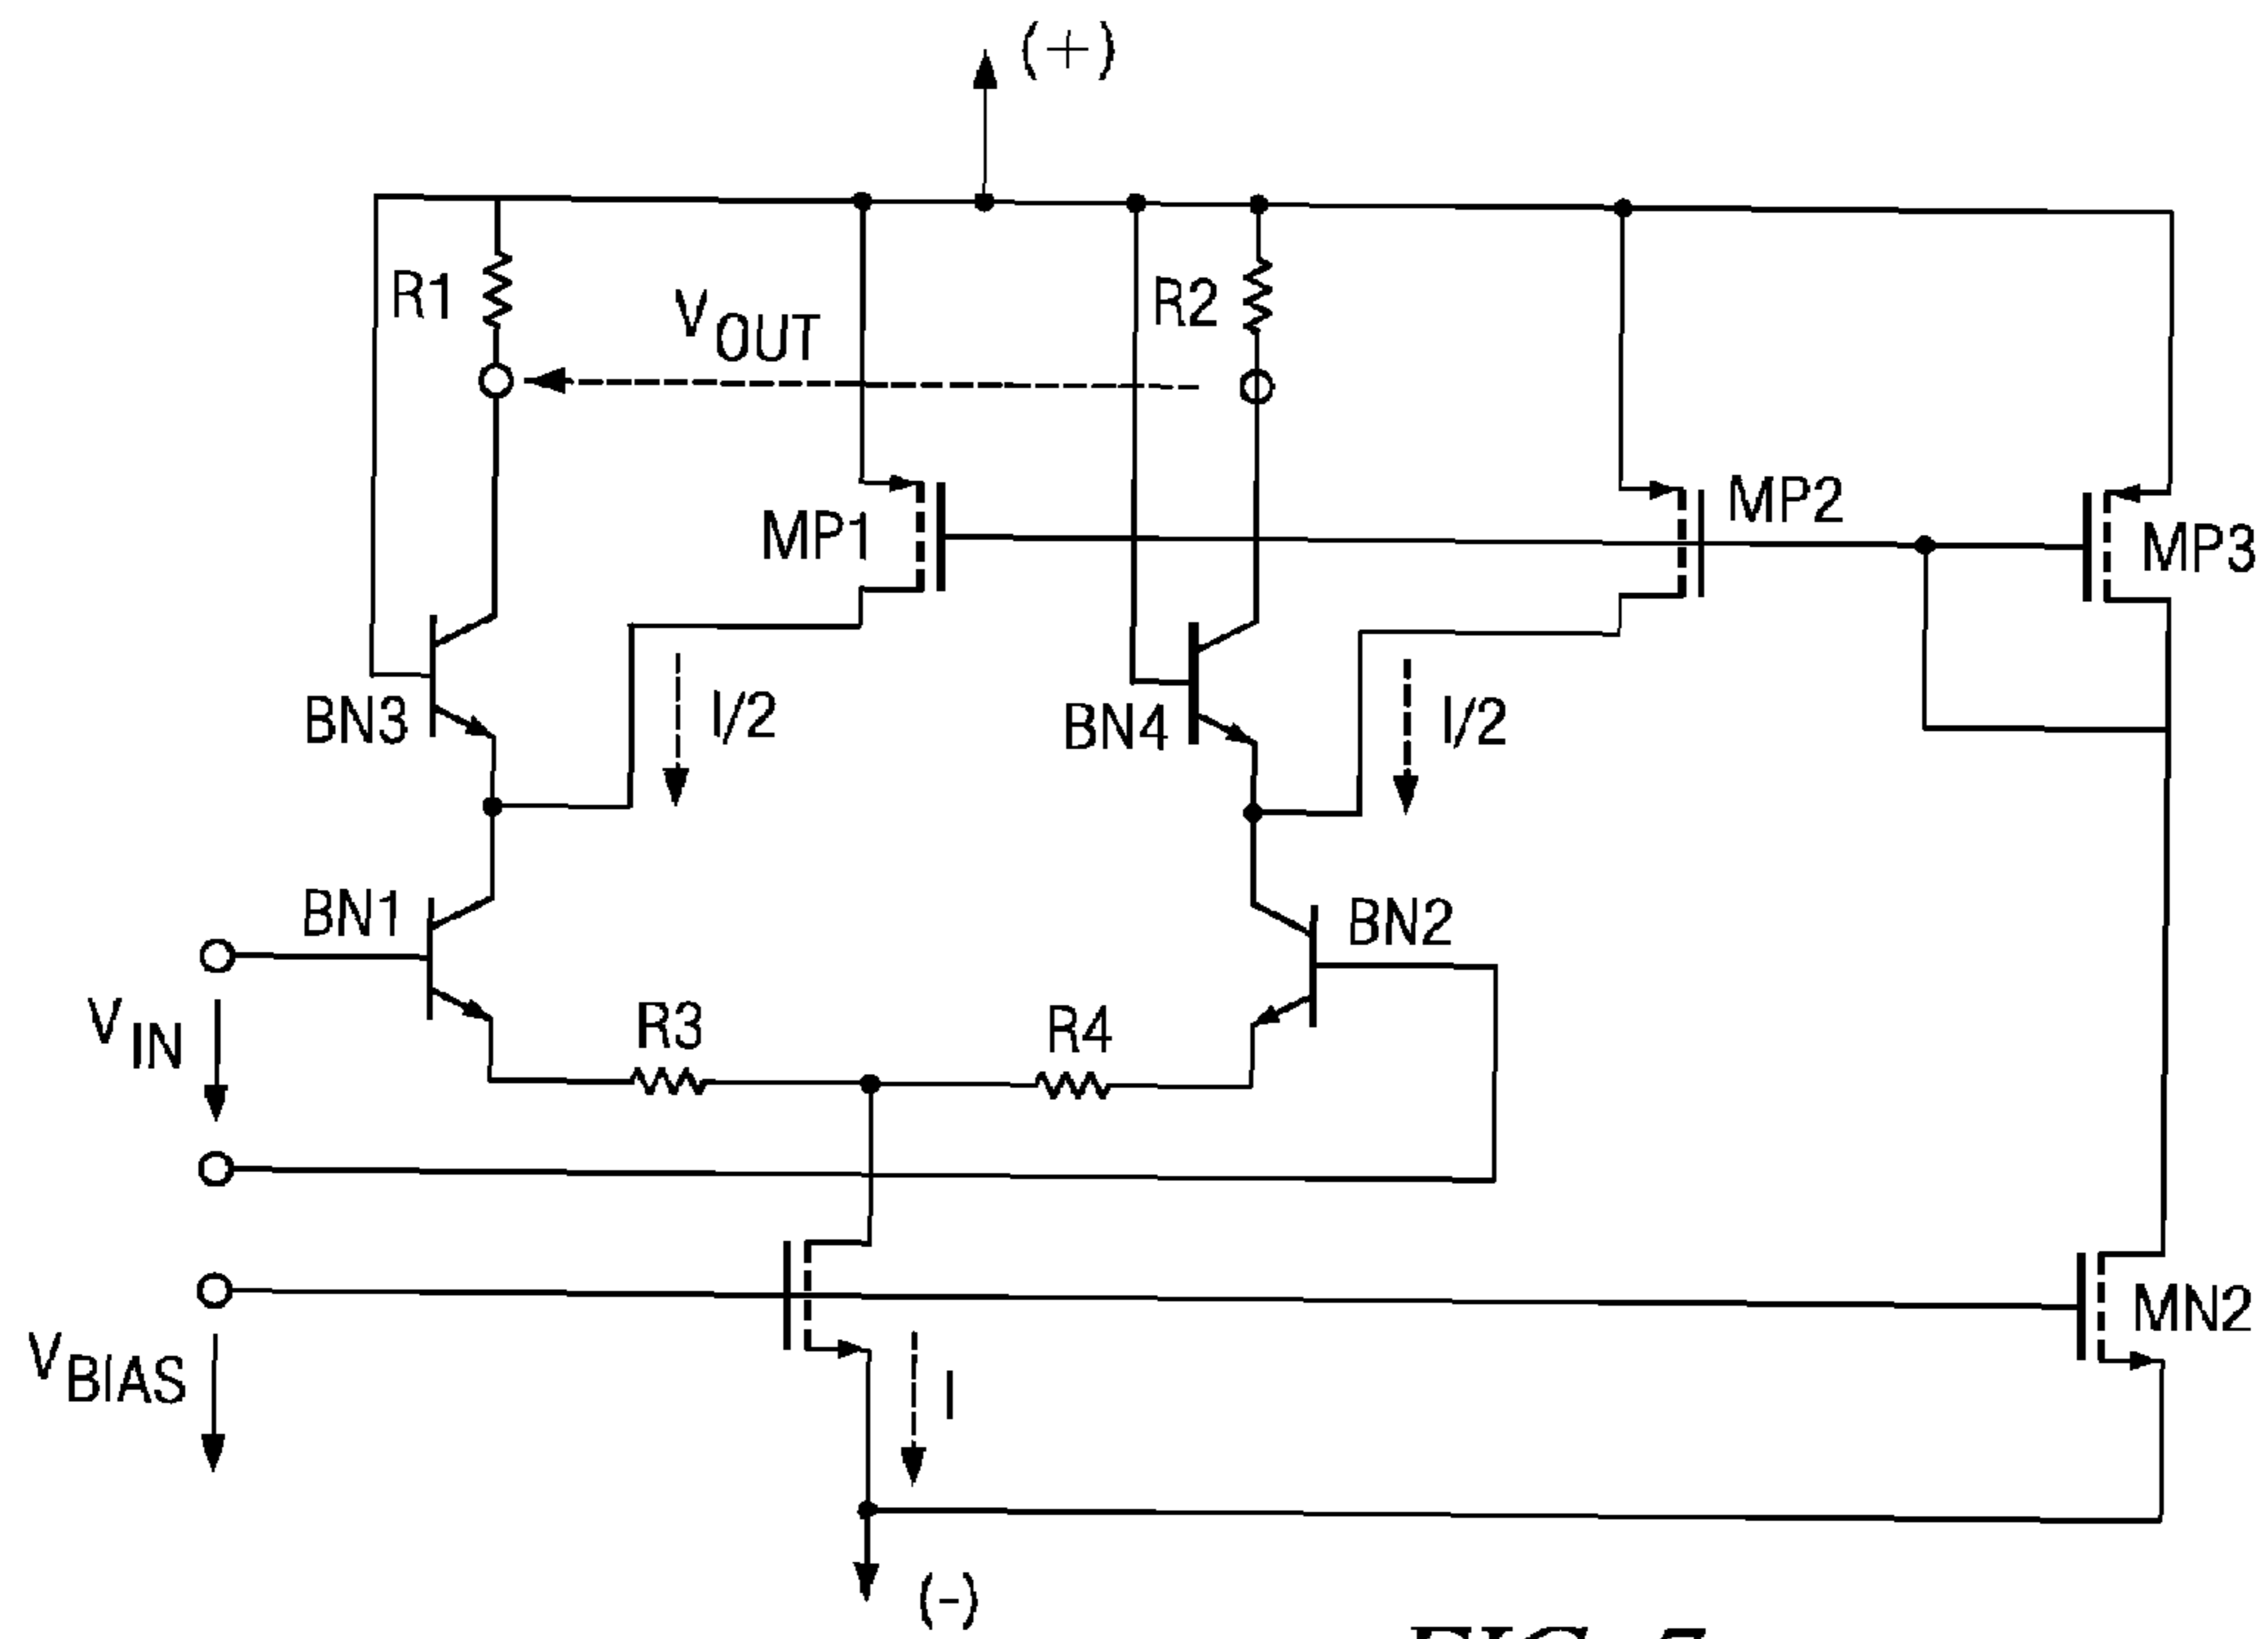 (+)
R1
V OUT
R2
MP1
MP2
MP3
BN3
I/2
BN4
I/2
BN1
BN2
V IN
R3
R4
V BIAS
MN2
I
(-)